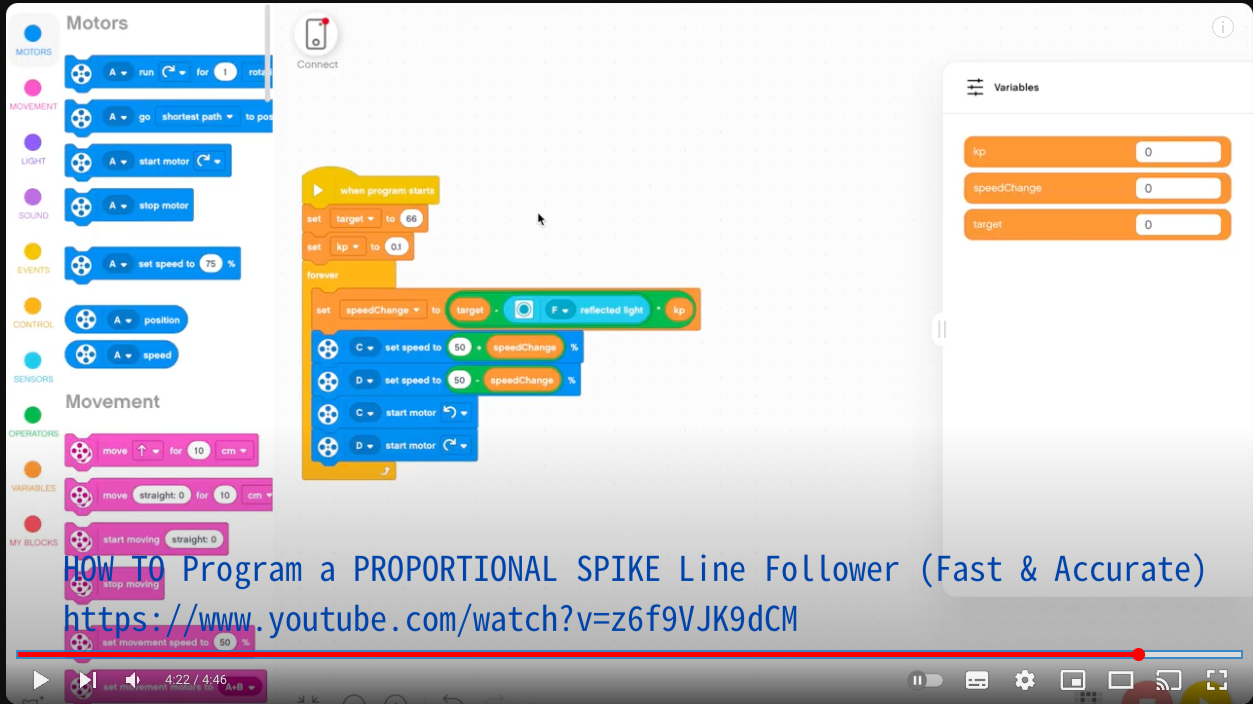 Motors
MOTORS
A run for 1 rota
MOVEMENT
A go shortest path to pos
LIGHT
A start motor
SOUND
A stop motor
EVENTS
A set speed to 75 %
CONTROL
A position
SENSORS
A speed
OPERATORS
Movement
move for 10 cm
VARIABLES
move straight: 0 for 10 cm
MY BLOCKS
start moving straight: 0
stop moving
set movement speed to 50 %
set movement motors to A+B
Connect
when program starts
set target to 66
set kp to 0.1
forever
set speedChange to target - F reflected light * kp
C set speed to 50 + speedChange %
D set speed to 50 - speedChange %
C start motor
D start motor
Variables
kp 0
speedChange 0
target 0
HOW TO Program a PROPORTIONAL SPIKE Line Follower (Fast & Accurate)
https://www.youtube.com/watch?v=z6f9VJK9dCM
4:22 / 4:46